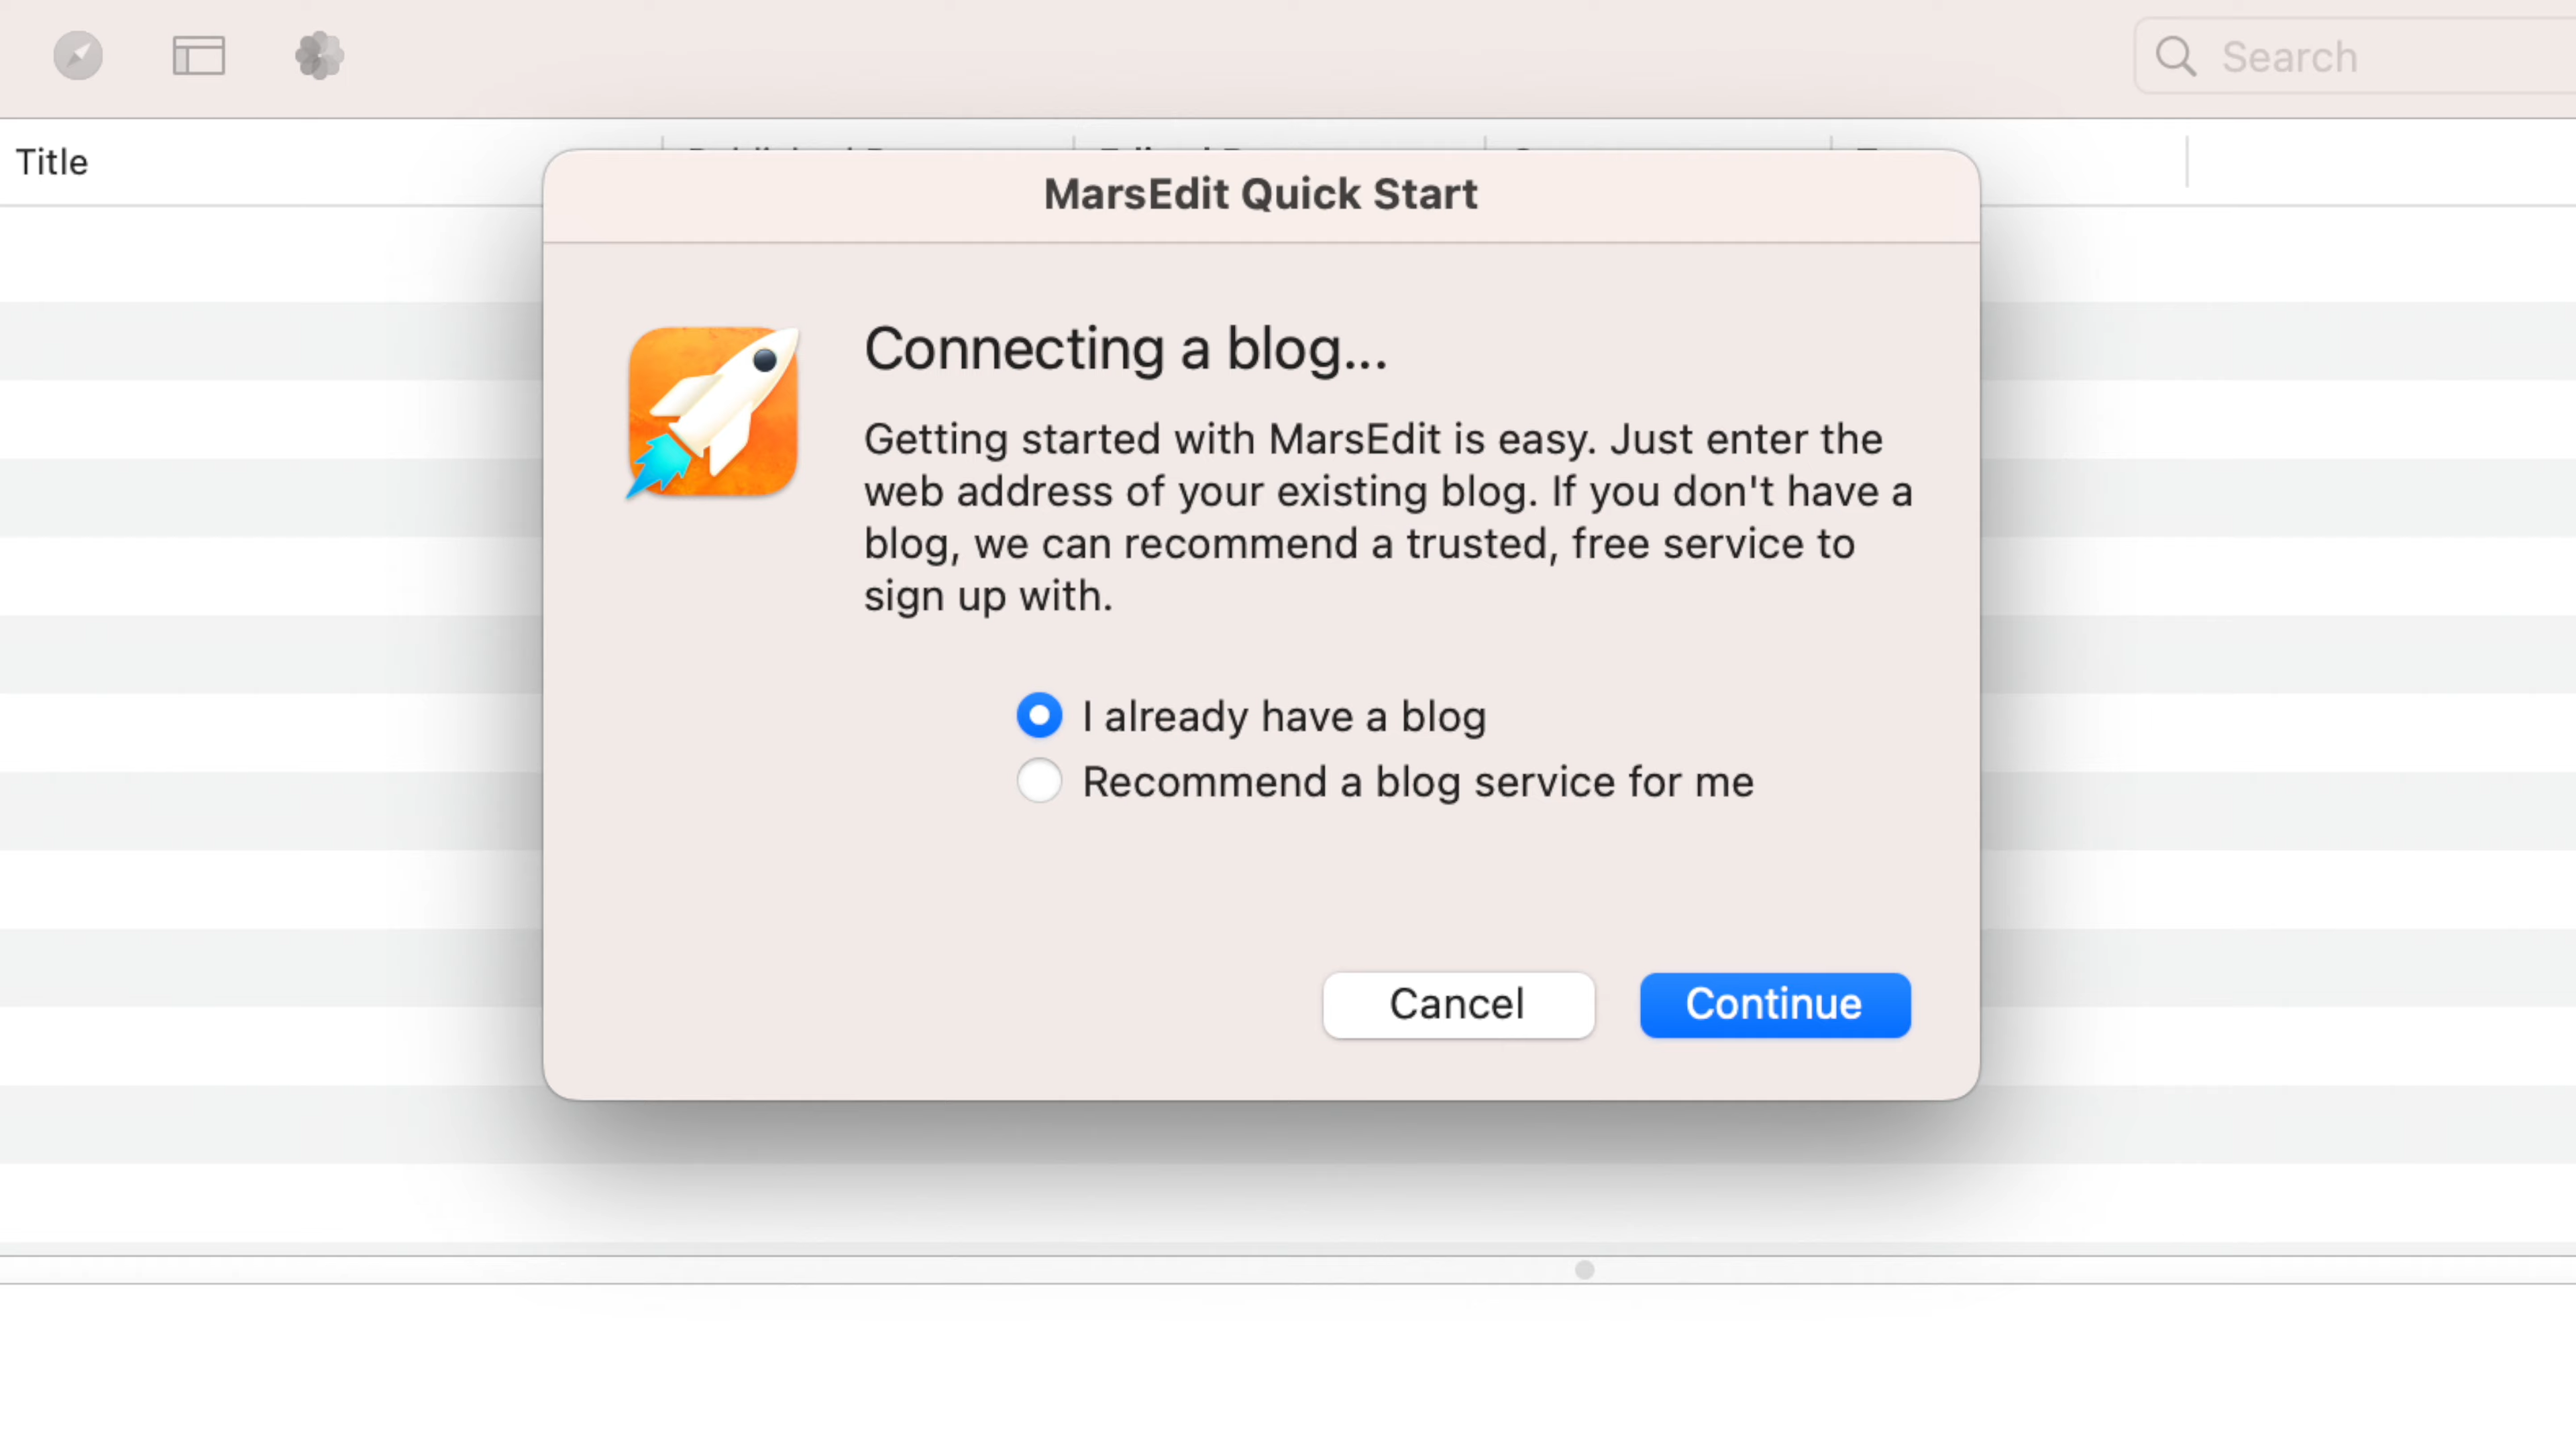 Search
Title
MarsEdit Quick Start
Connecting a blog...
Getting started with MarsEdit is easy. Just enter the
web address of your existing blog. If you don't have a
blog, we can recommend a trusted, free service to
sign up with.
I already have a blog
Recommend a blog service for me
Cancel
Continue